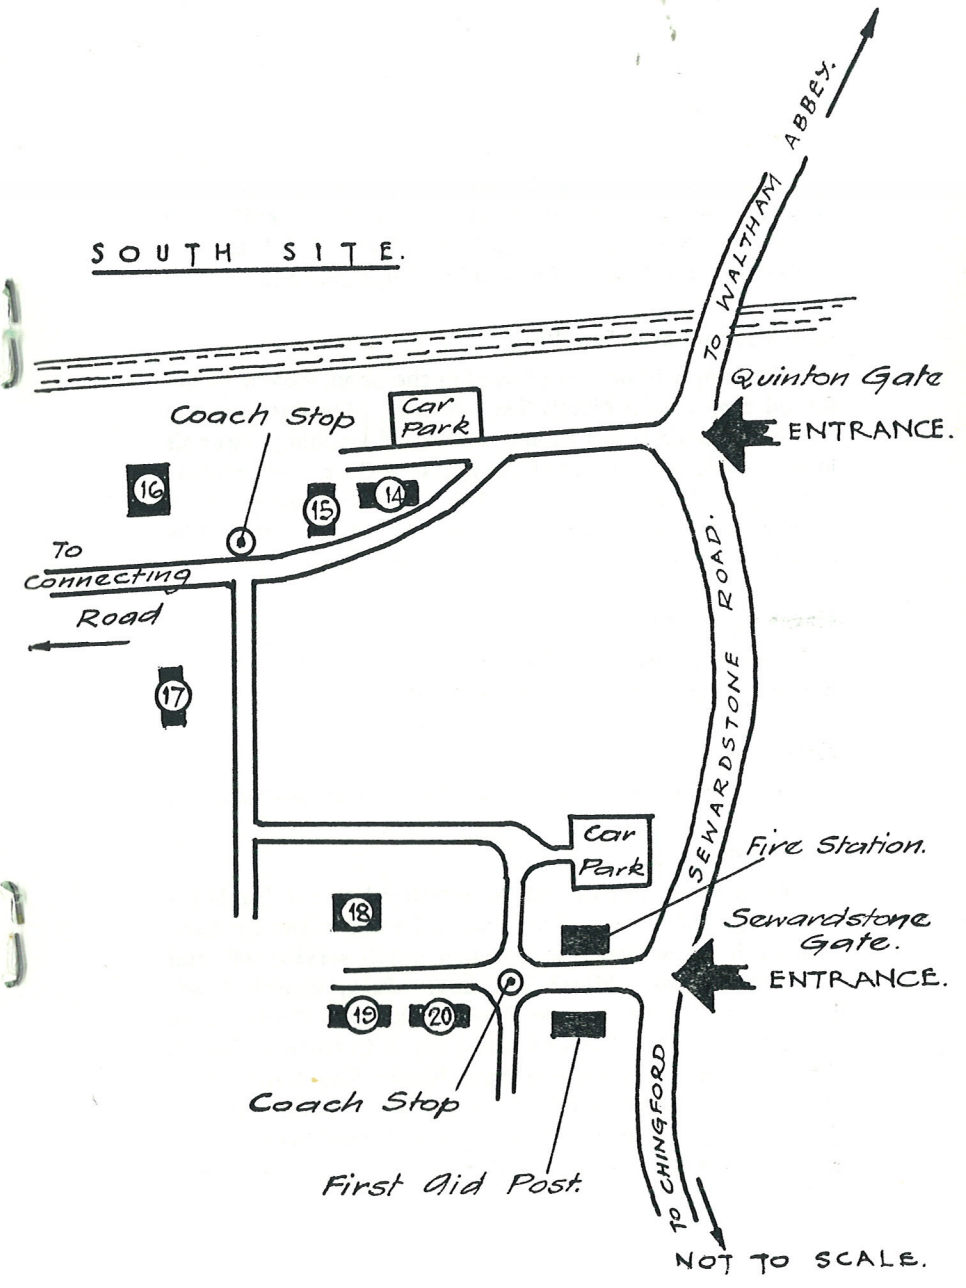 TO WALTHAM ABBEY.
SOUTH SITE.
Quinton Gate
ENTRANCE.
Car
Park
Coach Stop
16
15
14
To
Connecting
Road
17
SEWARDSTONE ROAD.
Car
Park
Fire Station.
18
Sewardstone
Gate.
ENTRANCE.
19
20
Coach Stop
First Aid Post.
TO CHINGFORD
NOT TO SCALE.